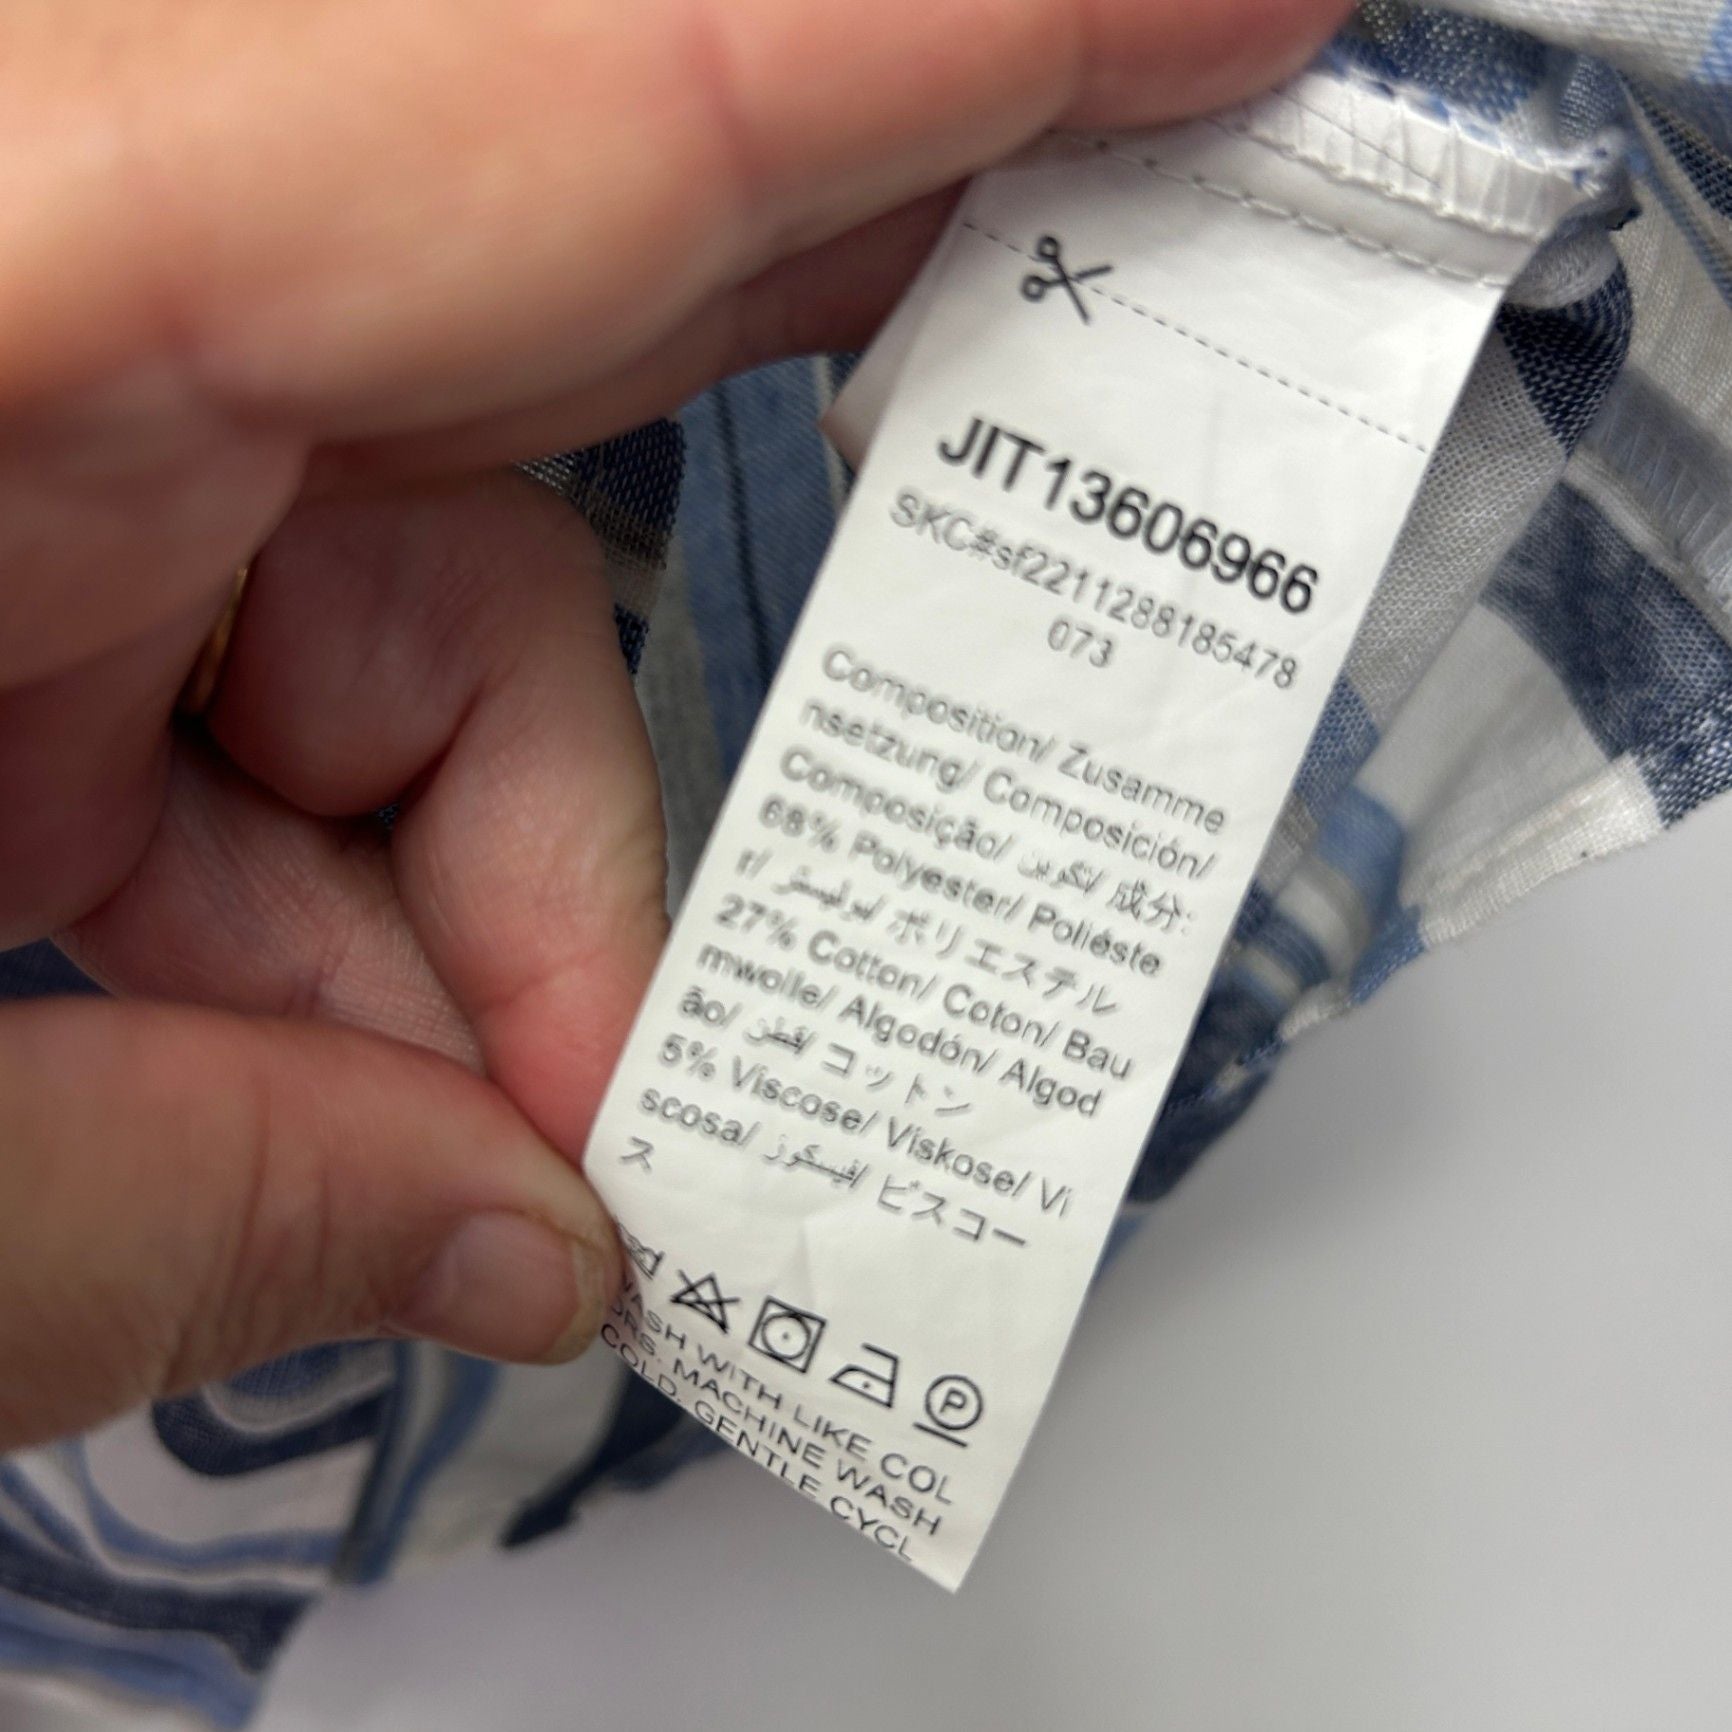 JIT13606966
SKC#sf221128818547​8
073
Composition/ Zusamme
nsetzung/ Composición/
Composição/ تكوين/ 成分:
68% Polyester/ Poliéste
r/ بوليستر/ ポリエステル
27% Cotton/ Coton/ Bau
mwolle/ Algodón/ Algod
ão/ قطن/ コットン
5% Viscose/ Viskose/ Vi
scosa/ فيسكوز/ ビスコー
ス
P
WASH WITH LIKE COL
ORS. MACHINE WASH
COLD. GENTLE CYCL